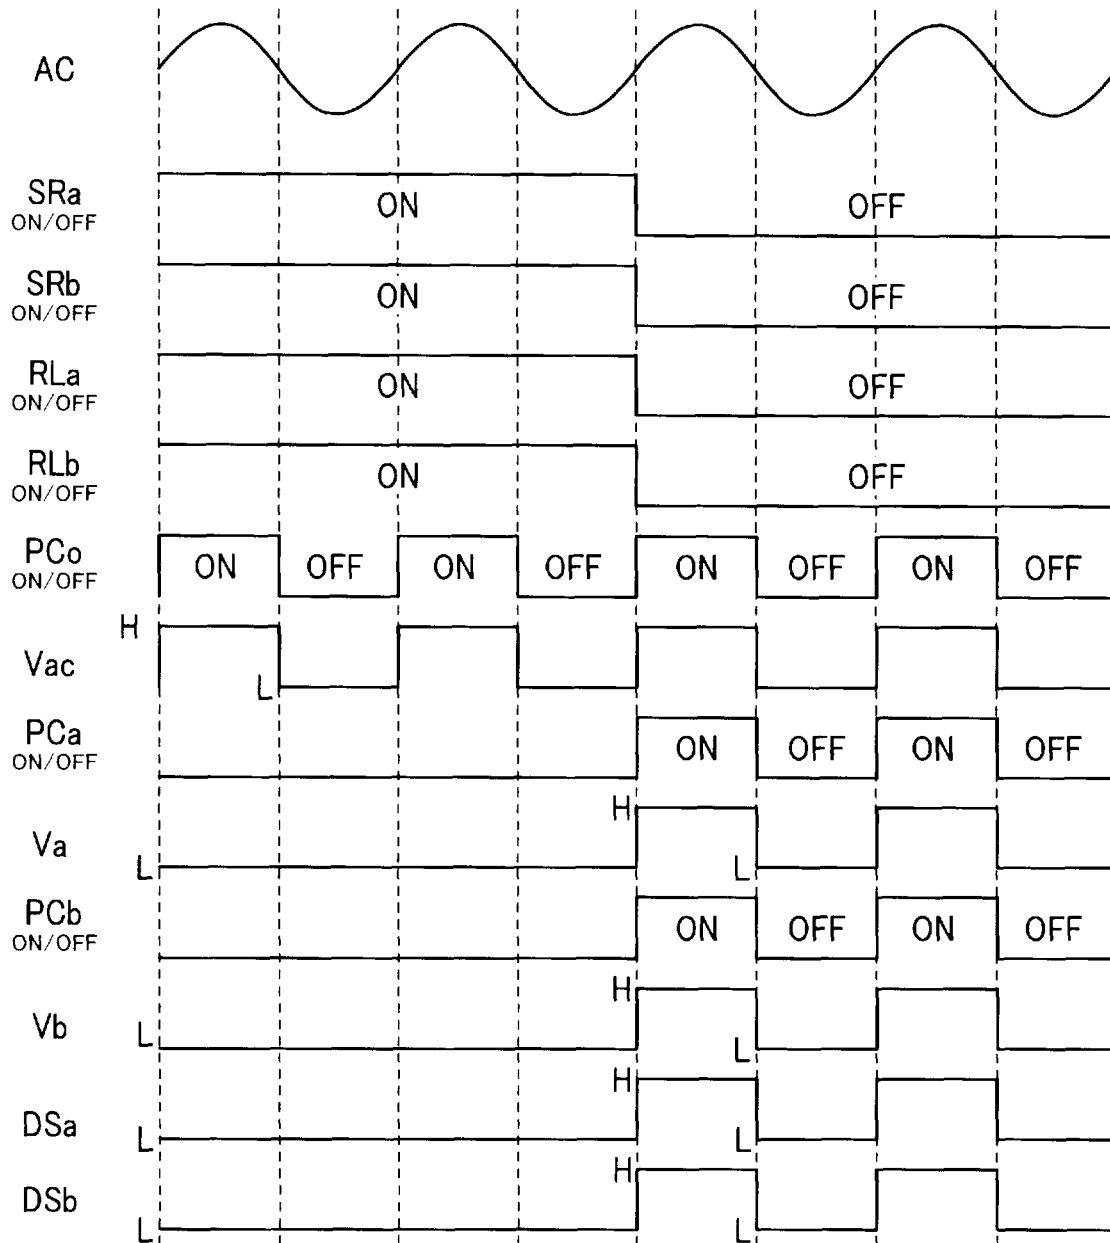 AC
SRa
ON/OFF
ON
OFF
SRb
ON/OFF
ON
OFF
RLa
ON/OFF
ON
OFF
RLb
ON/OFF
ON
OFF
PCo
ON/OFF
ON OFF ON OFF ON OFF ON OFF
H
Vac
L
PCa
ON/OFF
ON OFF ON OFF
H
Va
L L
PCb
ON/OFF
ON OFF ON OFF
H
Vb
L L
H
DSa
L L
H
DSb
L L